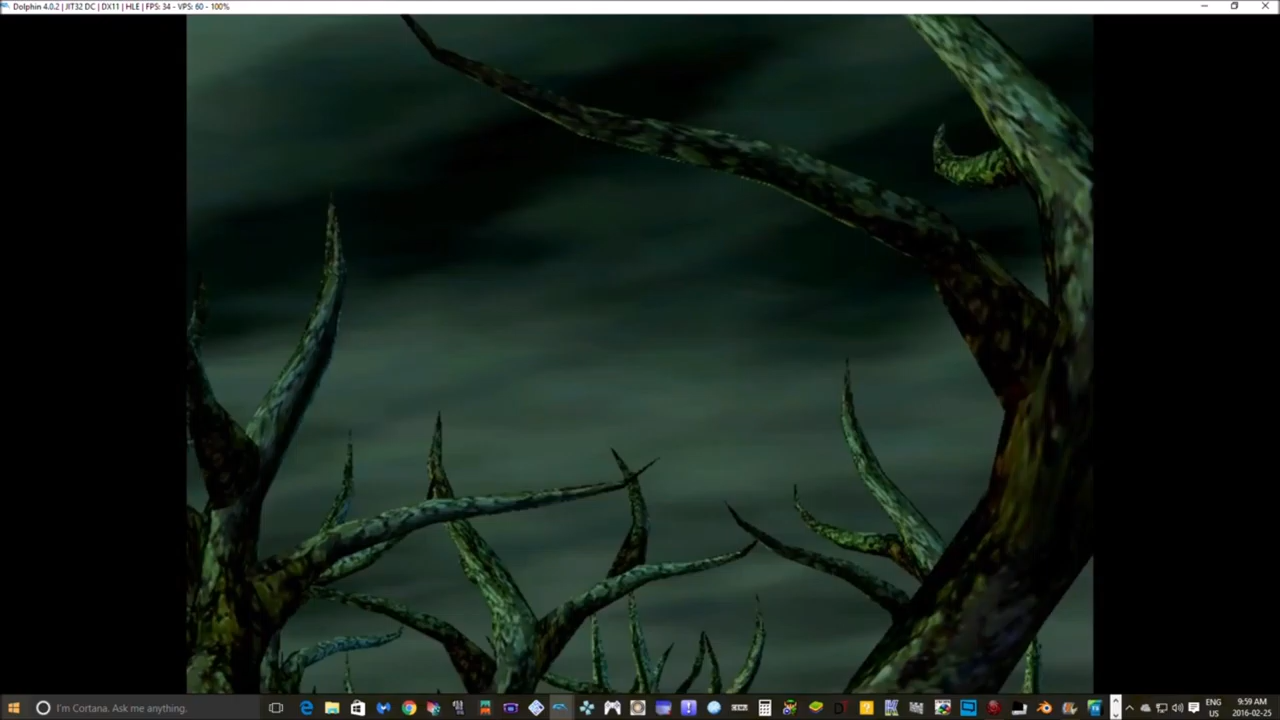 Dolphin 4.0.2 | JIT32 DC | DX11 | HLE | FPS: 34 - VPS: 60 - 100%
I'm Cortana. Ask me anything.
ENG
US
9:59 AM
2016-02-25